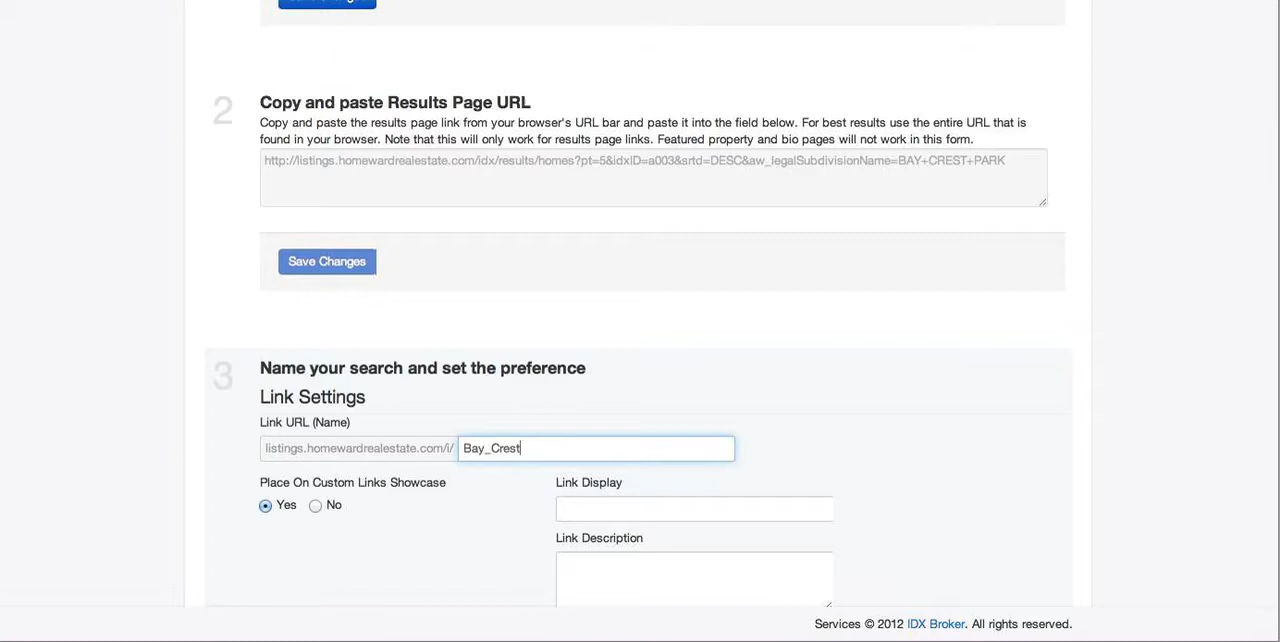 2
Copy and paste Results Page URL
Copy and paste the results page link from your browser's URL bar and paste it into the field below. For best results use the entire URL that is
found in your browser. Note that this will only work for results page links. Featured property and bio pages will not work in this form.
http://listings.homewardrealestate.com/idx/results/homes?pt=5&idxID=a003&srtd=DESC&aw_legalSubdivisionName=BAY+CREST+PARK
Save Changes
3
Name your search and set the preference
Link Settings
Link URL (Name)
listings.homewardrealestate.com/i/ Bay_Crest
Place On Custom Links Showcase Link Display
Yes No
Link Description
Services © 2012 IDX Broker. All rights reserved.